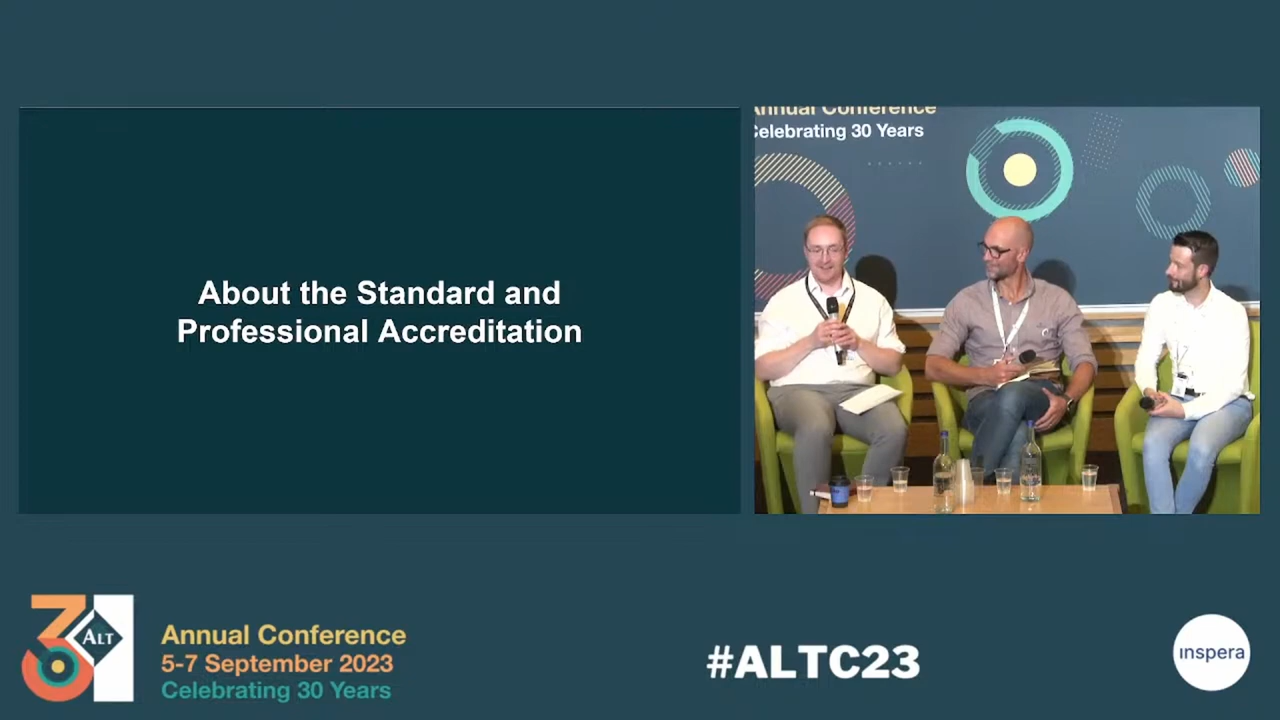 About the Standard and
Professional Accreditation
Annual Conference
Celebrating 30 Years
ALT
Annual Conference
5-7 September 2023
Celebrating 30 Years
#ALTC23
inspera